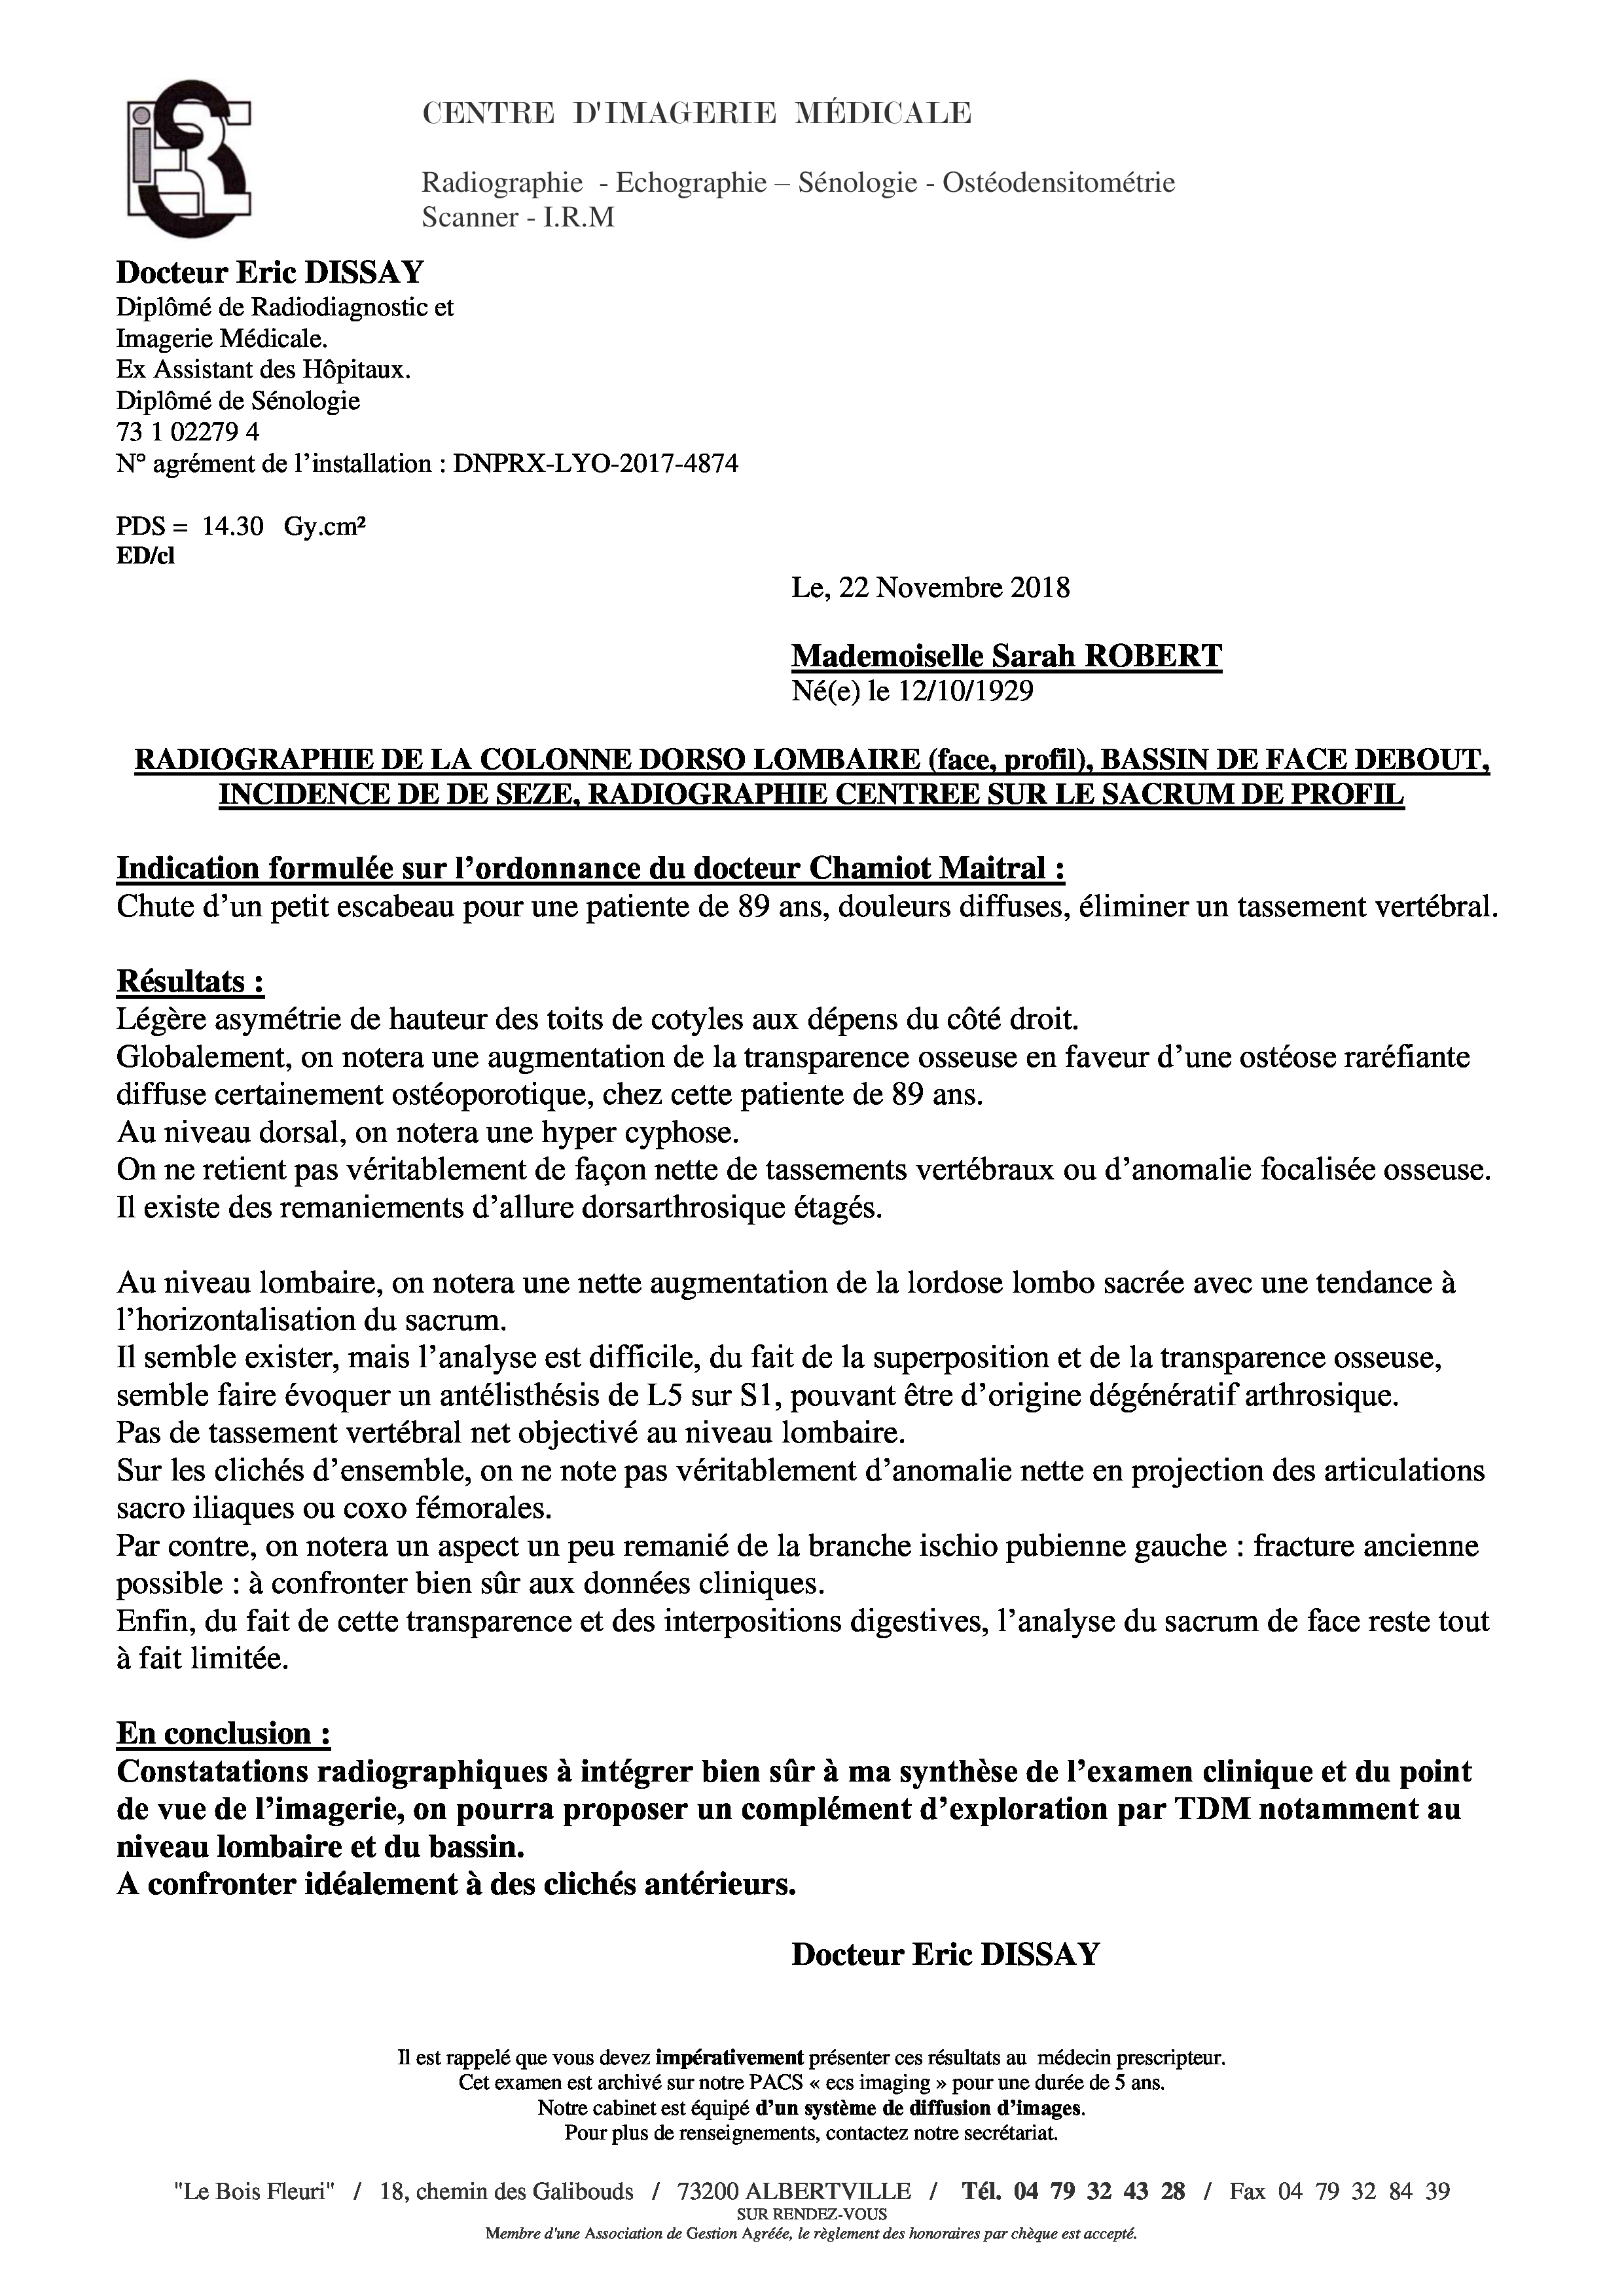 CENTRE D'IMAGERIE MÉDICALE
Radiographie - Echographie – Sénologie - Ostéodensitométrie
Scanner - I.R.M
Docteur Eric DISSAY
Diplômé de Radiodiagnostic et
Imagerie Médicale.
Ex Assistant des Hôpitaux.
Diplômé de Sénologie
73 1 02279 4
N° agrément de l’installation : DNPRX-LYO-2017-4874
PDS = 14.30 Gy.cm²
ED/cl
Le, 22 Novembre 2018
Mademoiselle Sarah ROBERT
Né(e) le 12/10/1929
RADIOGRAPHIE DE LA COLONNE DORSO LOMBAIRE (face, profil), BASSIN DE FACE DEBOUT,
INCIDENCE DE DE SEZE, RADIOGRAPHIE CENTREE SUR LE SACRUM DE PROFIL
Indication formulée sur l’ordonnance du docteur Chamiot Maitral :
Chute d’un petit escabeau pour une patiente de 89 ans, douleurs diffuses, éliminer un tassement vertébral.
Résultats :
Légère asymétrie de hauteur des toits de cotyles aux dépens du côté droit.
Globalement, on notera une augmentation de la transparence osseuse en faveur d’une ostéose raréfiante
diffuse certainement ostéoporotique, chez cette patiente de 89 ans.
Au niveau dorsal, on notera une hyper cyphose.
On ne retient pas véritablement de façon nette de tassements vertébraux ou d’anomalie focalisée osseuse.
Il existe des remaniements d’allure dorsarthrosique étagés.
Au niveau lombaire, on notera une nette augmentation de la lordose lombo sacrée avec une tendance à
l’horizontalisation du sacrum.
Il semble exister, mais l’analyse est difficile, du fait de la superposition et de la transparence osseuse,
semble faire évoquer un antélisthésis de L5 sur S1, pouvant être d’origine dégénératif arthrosique.
Pas de tassement vertébral net objectivé au niveau lombaire.
Sur les clichés d’ensemble, on ne note pas véritablement d’anomalie nette en projection des articulations
sacro iliaques ou coxo fémorales.
Par contre, on notera un aspect un peu remanié de la branche ischio pubienne gauche : fracture ancienne
possible : à confronter bien sûr aux données cliniques.
Enfin, du fait de cette transparence et des interpositions digestives, l’analyse du sacrum de face reste tout
à fait limitée.
En conclusion :
Constatations radiographiques à intégrer bien sûr à ma synthèse de l’examen clinique et du point
de vue de l’imagerie, on pourra proposer un complément d’exploration par TDM notamment au
niveau lombaire et du bassin.
A confronter idéalement à des clichés antérieurs.
Docteur Eric DISSAY
Il est rappelé que vous devez impérativement présenter ces résultats au médecin prescripteur.
Cet examen est archivé sur notre PACS « ecs imaging » pour une durée de 5 ans.
Notre cabinet est équipé d’un système de diffusion d’images.
Pour plus de renseignements, contactez notre secrétariat.
"Le Bois Fleuri" / 18, chemin des Galibouds / 73200 ALBERTVILLE / Tél. 04 79 32 43 28 / Fax 04 79 32 84 39
SUR RENDEZ-VOUS
Membre d'une Association de Gestion Agréée, le règlement des honoraires par chèque est accepté.